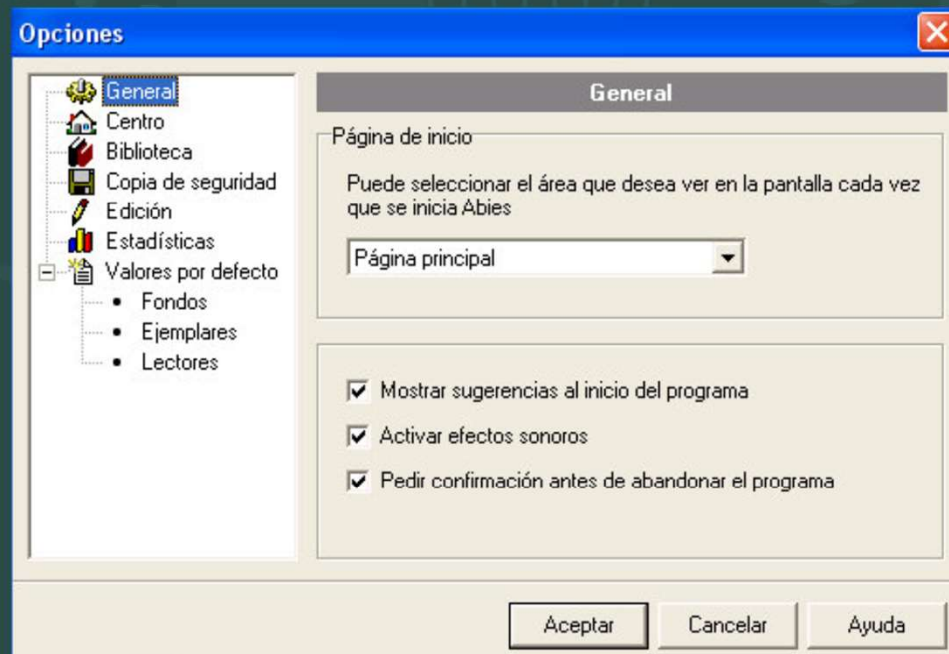 Opciones
General
Centro
Biblioteca
Copia de seguridad
Edición
Estadísticas
Valores por defecto
Fondos
Ejemplares
Lectores
General
Página de inicio
Puede seleccionar el área que desea ver en la pantalla cada vez
que se inicia Abies
Página principal
Mostrar sugerencias al inicio del programa
Activar efectos sonoros
Pedir confirmación antes de abandonar el programa
Aceptar
Cancelar
Ayuda